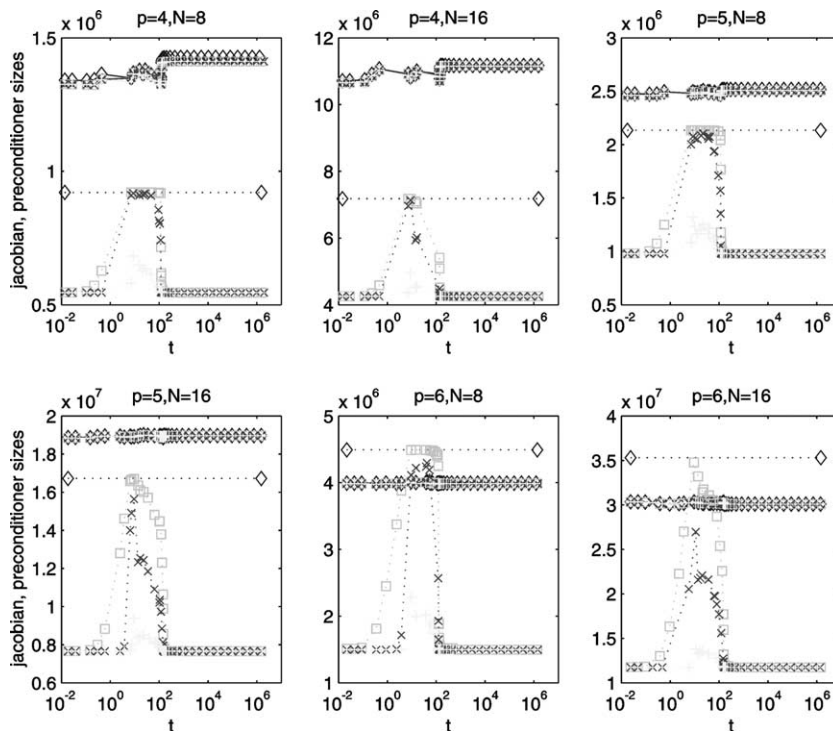 p=4,N=8
p=4,N=16
p=5,N=8
x 10^6
x 10^6
x 10^6
1.5
1
0.5
12
10
8
6
4
3
2.5
2
1.5
1
0.5
jacobian, preconditioner sizes
10^-2 10^0 10^2 10^4 10^6
10^-2 10^0 10^2 10^4 10^6
10^-2 10^0 10^2 10^4 10^6
t
t
t
p=5,N=16
p=6,N=8
p=6,N=16
x 10^7
x 10^6
x 10^7
2
1.8
1.6
1.4
1.2
1
0.8
0.6
5
4
3
2
1
4
3.5
3
2.5
2
1.5
1
jacobian, preconditioner sizes
10^-2 10^0 10^2 10^4 10^6
10^-2 10^0 10^2 10^4 10^6
10^-2 10^0 10^2 10^4 10^6
t
t
t